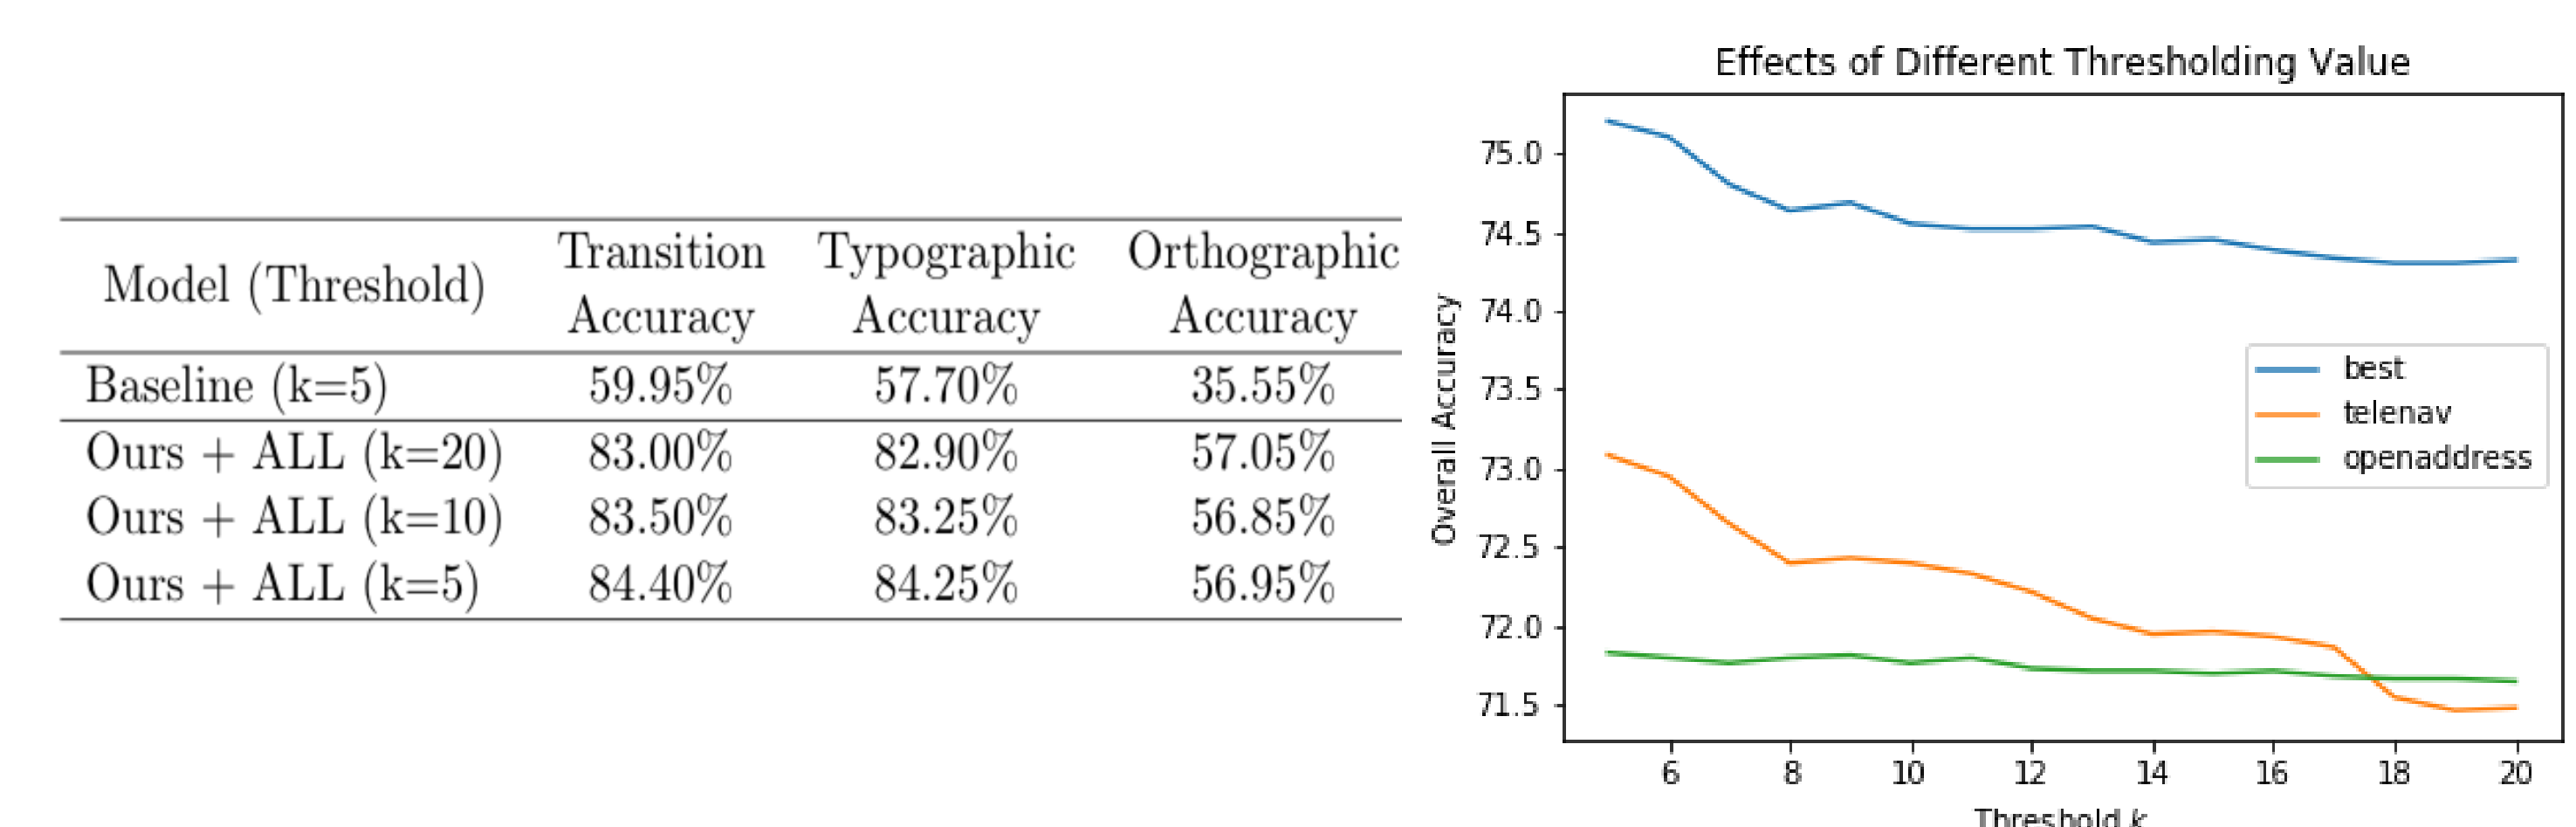 Model (Threshold) Transition Accuracy Typographic Accuracy Orthographic Accuracy
Baseline (k=5) 59.95% 57.70% 35.55%
Ours + ALL (k=20) 83.00% 82.90% 57.05%
Ours + ALL (k=10) 83.50% 83.25% 56.85%
Ours + ALL (k=5) 84.40% 84.25% 56.95%
Effects of Different Thresholding Value
Overall Accuracy
75.0
74.5
74.0
73.5
73.0
72.5
72.0
71.5
best
telenav
openaddress
6 8 10 12 14 16 18 20
Threshold k